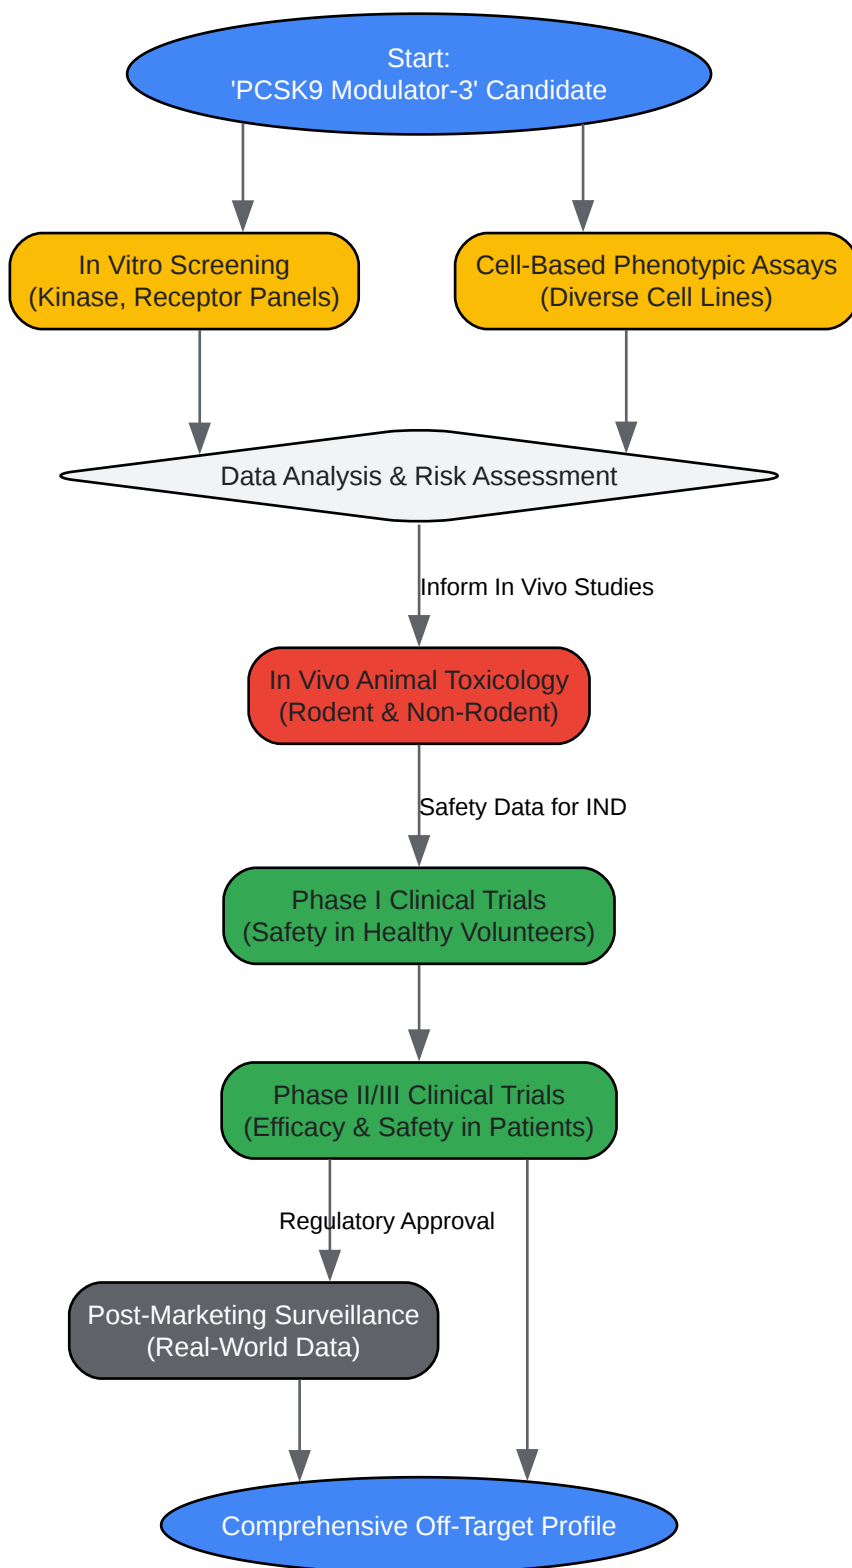 Start:
'PCSK9 Modulator-3' Candidate
In Vitro Screening
(Kinase, Receptor Panels)
Cell-Based Phenotypic Assays
(Diverse Cell Lines)
Data Analysis & Risk Assessment
Inform In Vivo Studies
In Vivo Animal Toxicology
(Rodent & Non-Rodent)
Safety Data for IND
Phase I Clinical Trials
(Safety in Healthy Volunteers)
Phase II/III Clinical Trials
(Efficacy & Safety in Patients)
Regulatory Approval
Post-Marketing Surveillance
(Real-World Data)
Comprehensive Off-Target Profile